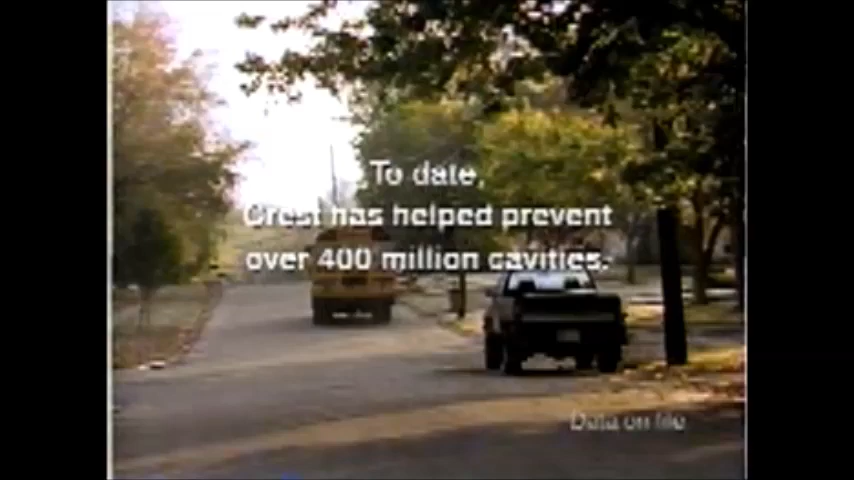 To date,
Crest has helped prevent
over 400 million cavities.
Data on file